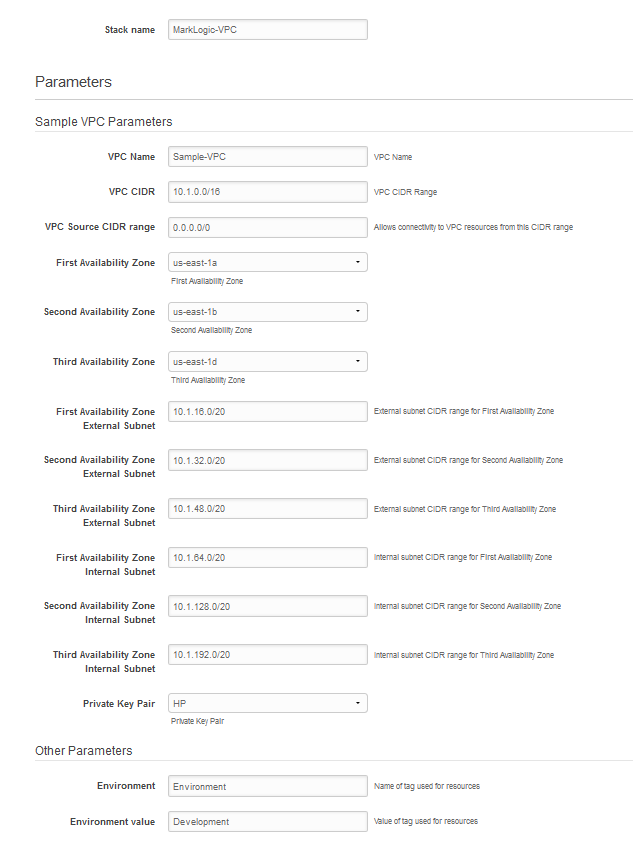 Stack name MarkLogic-VPC
Parameters
Sample VPC Parameters
VPC Name Sample-VPC VPC Name
VPC CIDR 10.1.0.0/16 VPC CIDR Range
VPC Source CIDR range 0.0.0.0/0 Allows connectivity to VPC resources from this CIDR range
First Availability Zone us-east-1a
First Availability Zone
Second Availability Zone us-east-1b
Second Availability Zone
Third Availability Zone us-east-1d
Third Availability Zone
First Availability Zone 10.1.16.0/20 External subnet CIDR range for First Availability Zone
External Subnet
Second Availability Zone 10.1.32.0/20 External subnet CIDR range for Second Availability Zone
External Subnet
Third Availability Zone 10.1.48.0/20 External subnet CIDR range for Third Availability Zone
External Subnet
First Availability Zone 10.1.64.0/20 Internal subnet CIDR range for First Availability Zone
Internal Subnet
Second Availability Zone 10.1.128.0/20 Internal subnet CIDR range for Second Availability Zone
Internal Subnet
Third Availability Zone 10.1.192.0/20 Internal subnet CIDR range for Third Availability Zone
Internal Subnet
Private Key Pair HP
Private Key Pair
Other Parameters
Environment Environment Name of tag used for resources
Environment value Development Value of tag used for resources